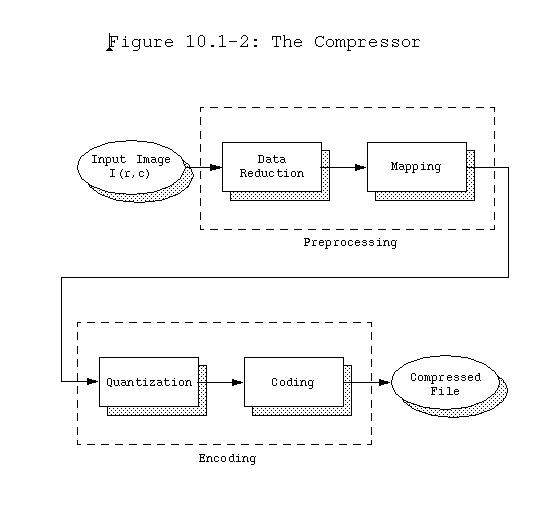 Figure 10.1-2: The Compressor
Input Image
I(r,c)
Data
Reduction
Mapping
Preprocessing
Quantization
Coding
Compressed
File
Encoding